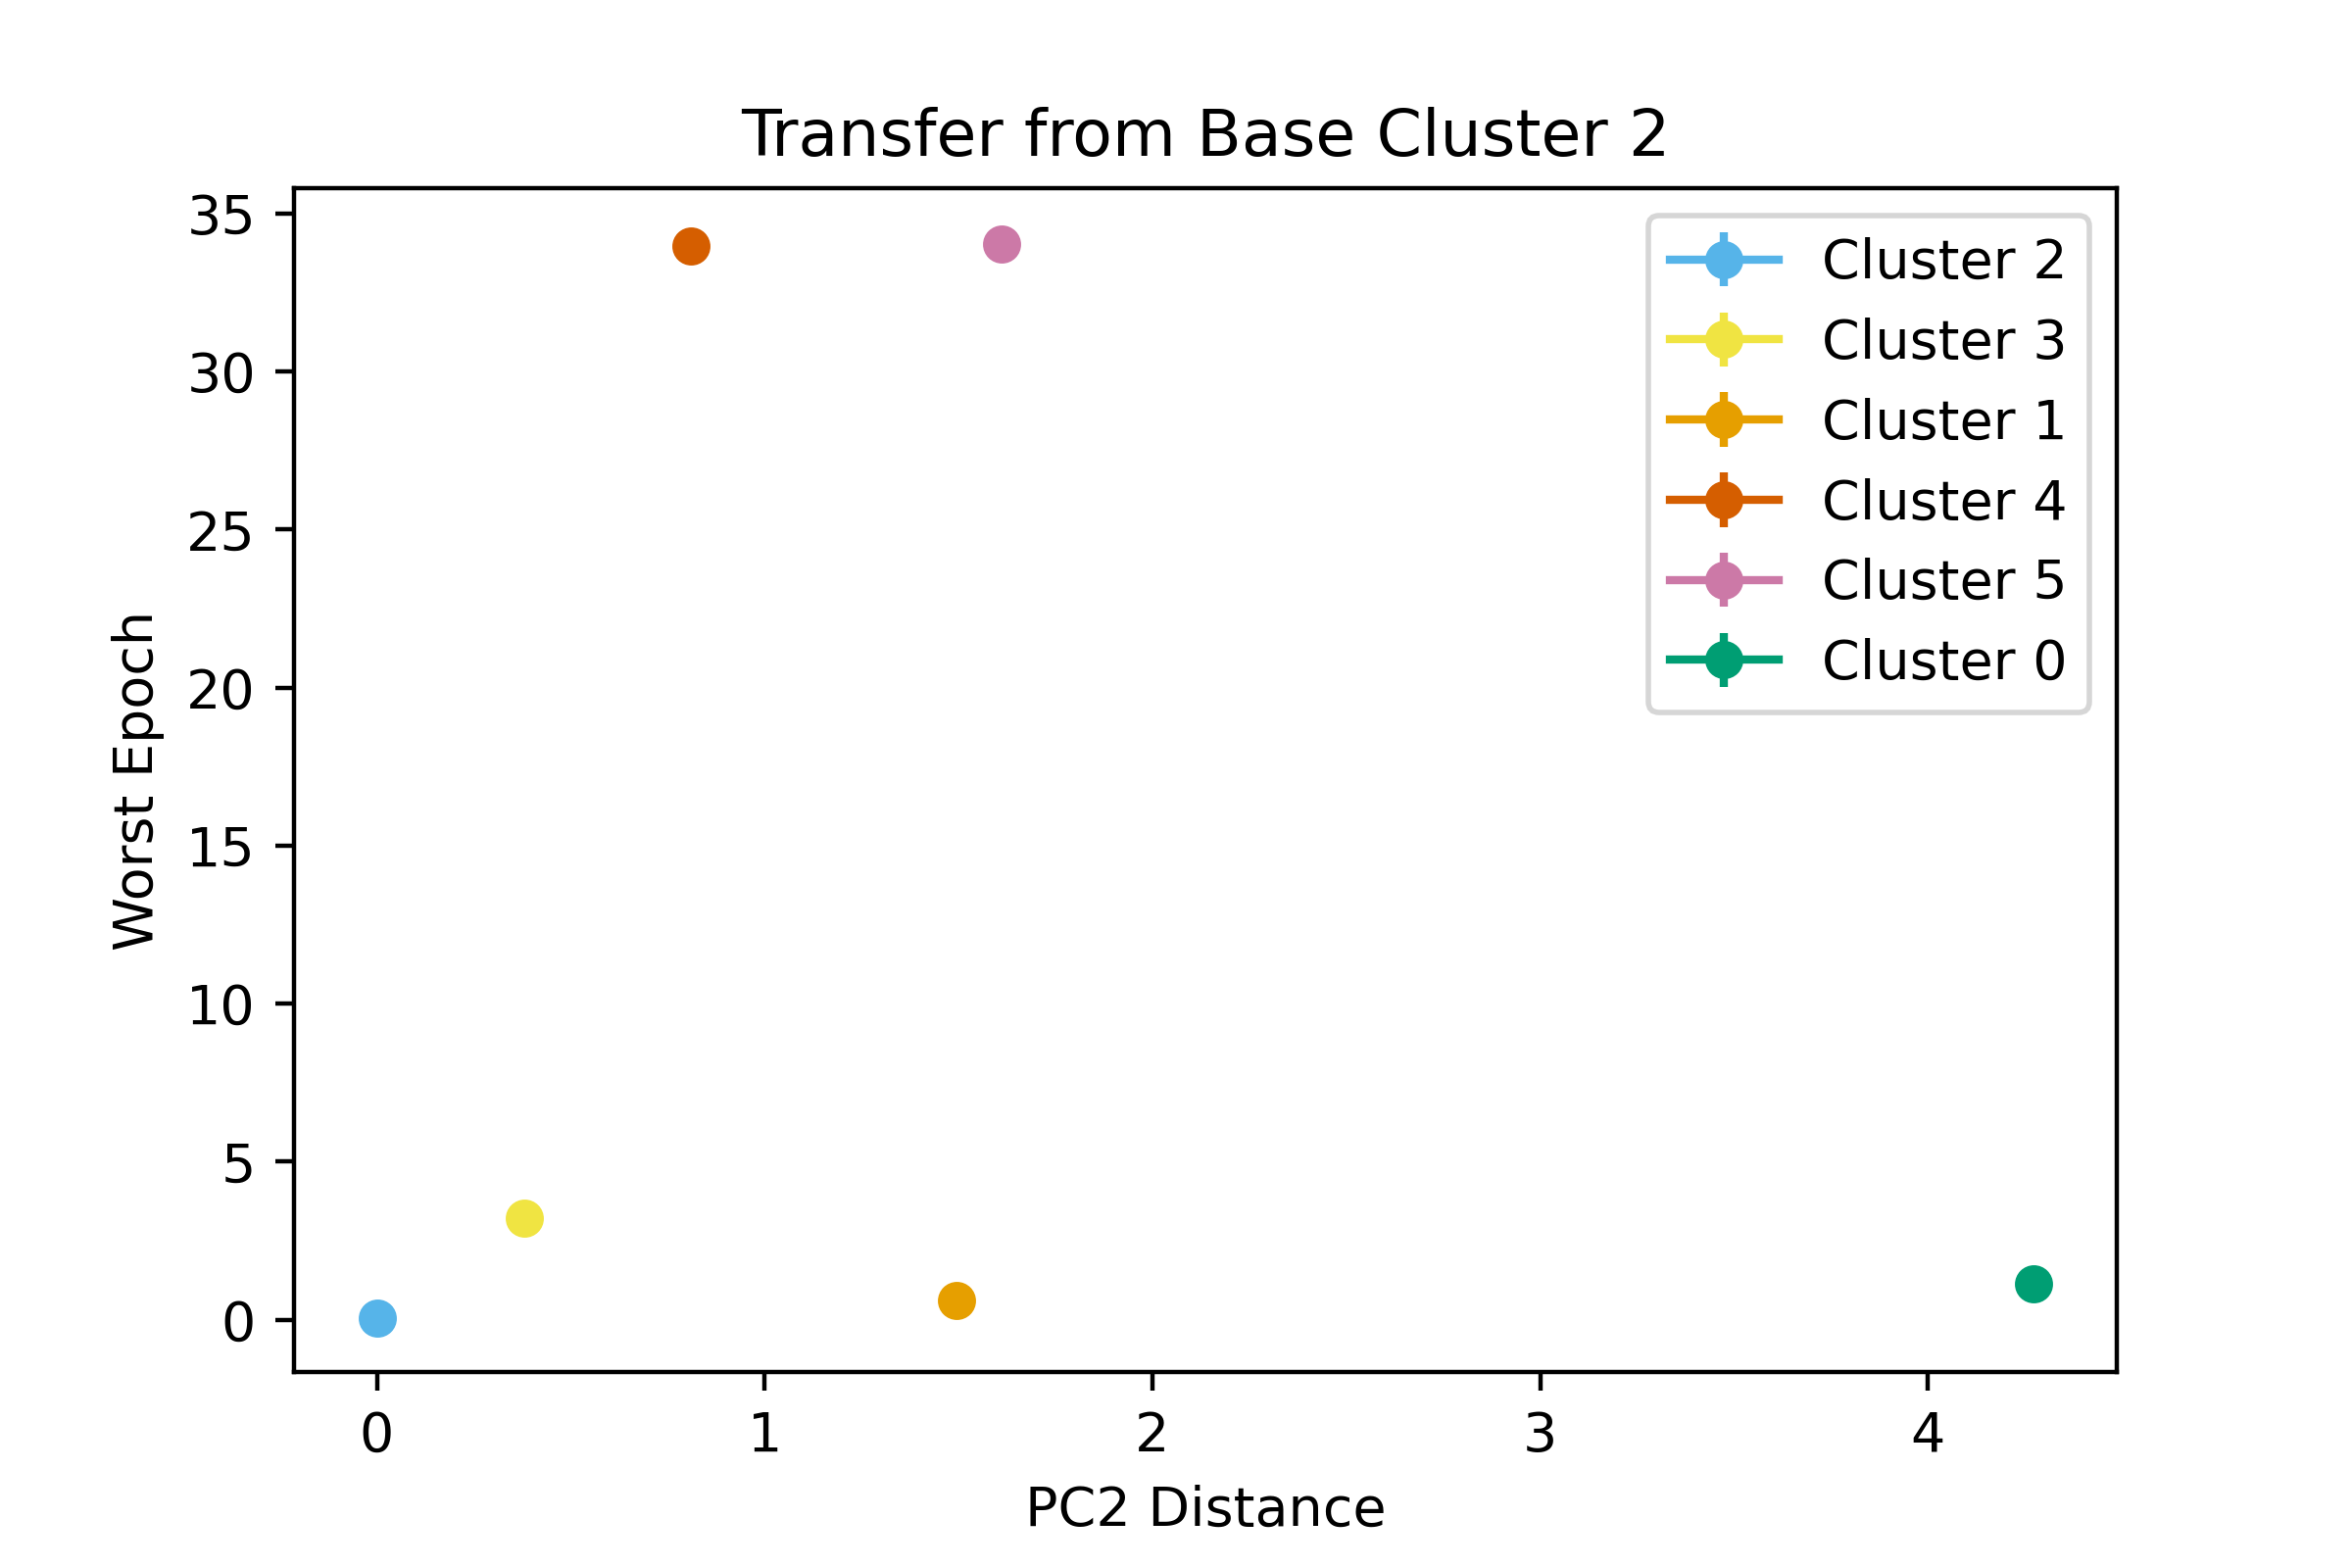 Transfer from Base Cluster 2
35
30
25
20
15
10
5
0
Worst Epoch
Cluster 2
Cluster 3
Cluster 1
Cluster 4
Cluster 5
Cluster 0
0 1 2 3 4
PC2 Distance